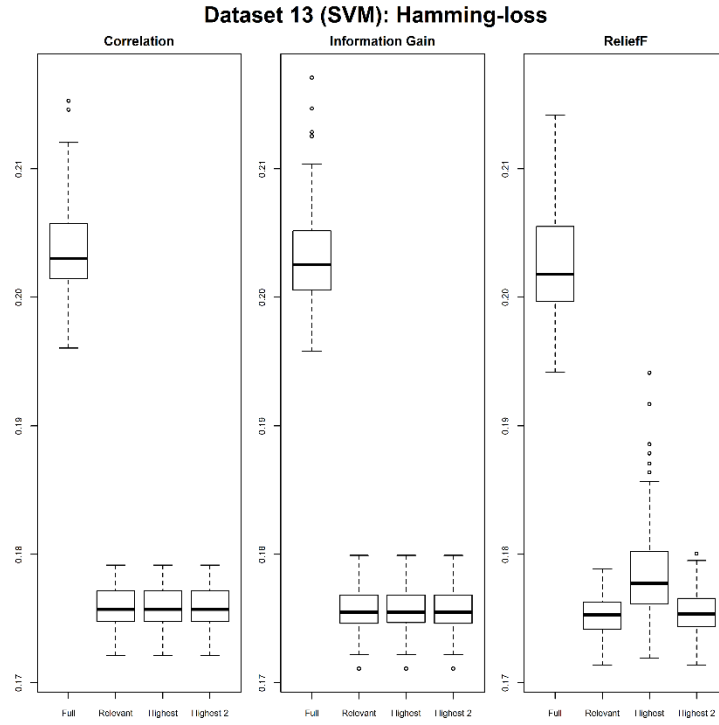 Dataset 13 (SVM): Hamming-loss
Correlation
Information Gain
ReliefF
0.21
0.20
0.19
0.18
0.17
0.21
0.20
0.19
0.18
0.17
0.21
0.20
0.19
0.18
0.17
Full Relevant Highest Highest 2
Full Relevant Highest Highest 2
Full Relevant Highest Highest 2